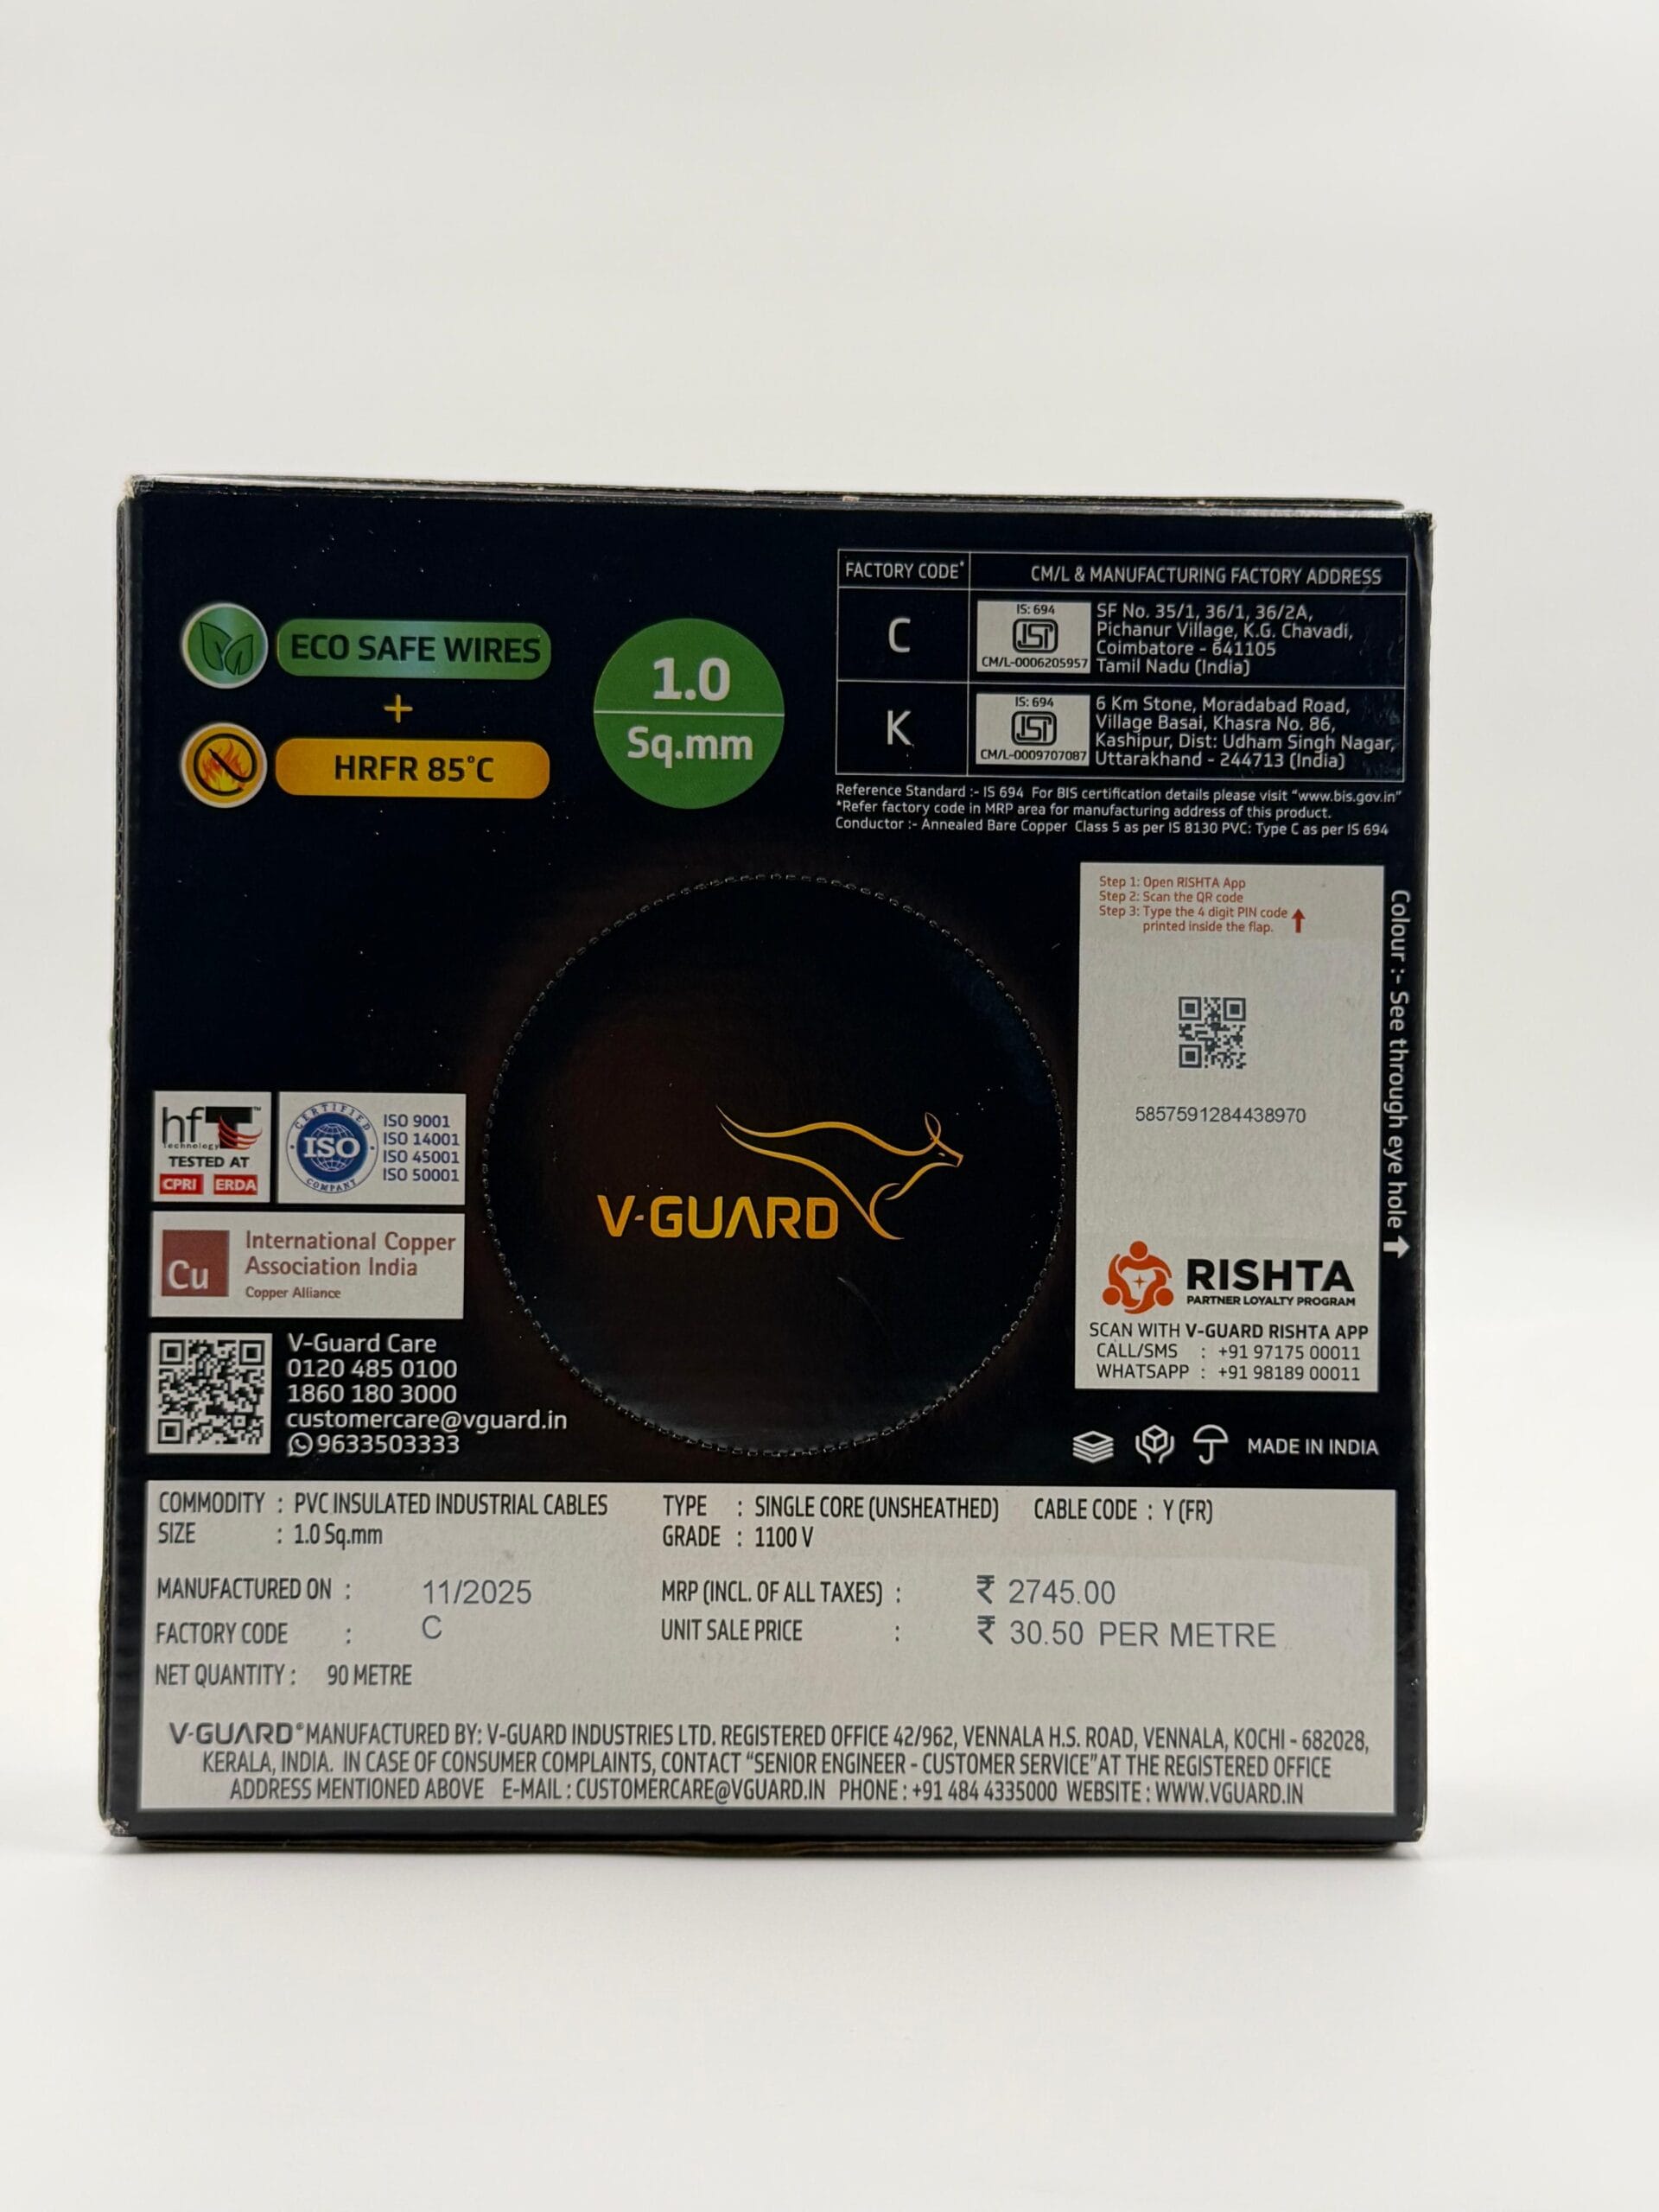 ECO SAFE WIRES
+
HRFR 85°C
1.0
Sq.mm
FACTORY CODE* CM/L & MANUFACTURING FACTORY ADDRESS
C
IS: 694
ISI
CM/L-0006205957
SF No. 35/1, 36/1, 36/2A,
Pichanur Village, K.G. Chavadi,
Coimbatore - 641105
Tamil Nadu (India)
K
IS: 694
ISI
CM/L-0009707087
6 Km Stone, Moradabad Road,
Village Basai, Khasra No. 86,
Kashipur, Dist: Udham Singh Nagar,
Uttarakhand - 244713 (India)
Reference Standard :- IS 694 For BIS certification details please visit “www.bis.gov.in”
*Refer factory code in MRP area for manufacturing address of this product.
Conductor :- Annealed Bare Copper Class 5 as per IS 8130 PVC: Type C as per IS 694
Step 1: Open RISHTA App
Step 2: Scan the QR code
Step 3: Type the 4 digit PIN code
printed inside the flap.
5857591284438970
RISHTA
PARTNER LOYALTY PROGRAM
SCAN WITH V-GUARD RISHTA APP
CALL/SMS : +91 97175 00011
WHATSAPP : +91 98189 00011
Colour :- See through eye hole
hfT™
Technology
TESTED AT
CPRI ERDA
CERTIFIED
ISO
COMPANY
ISO 9001
ISO 14001
ISO 45001
ISO 50001
Cu
International Copper
Association India
Copper Alliance
V-GUARD
V-Guard Care
0120 485 0100
1860 180 3000
customercare@vguard.in
9633503333
MADE IN INDIA
COMMODITY : PVC INSULATED INDUSTRIAL CABLES TYPE : SINGLE CORE (UNSHEATHED) CABLE CODE : Y (FR)
SIZE : 1.0 Sq.mm GRADE : 1100 V
MANUFACTURED ON : 11/2025 MRP (INCL. OF ALL TAXES) : ₹ 2745.00
FACTORY CODE : C UNIT SALE PRICE : ₹ 30.50 PER METRE
NET QUANTITY : 90 METRE
V-GUARD® MANUFACTURED BY: V-GUARD INDUSTRIES LTD. REGISTERED OFFICE 42/962, VENNALA H.S. ROAD, VENNALA, KOCHI - 682028,
KERALA, INDIA. IN CASE OF CONSUMER COMPLAINTS, CONTACT “SENIOR ENGINEER - CUSTOMER SERVICE” AT THE REGISTERED OFFICE
ADDRESS MENTIONED ABOVE E-MAIL : CUSTOMERCARE@VGUARD.IN PHONE : +91 484 4335000 WEBSITE : WWW.VGUARD.IN